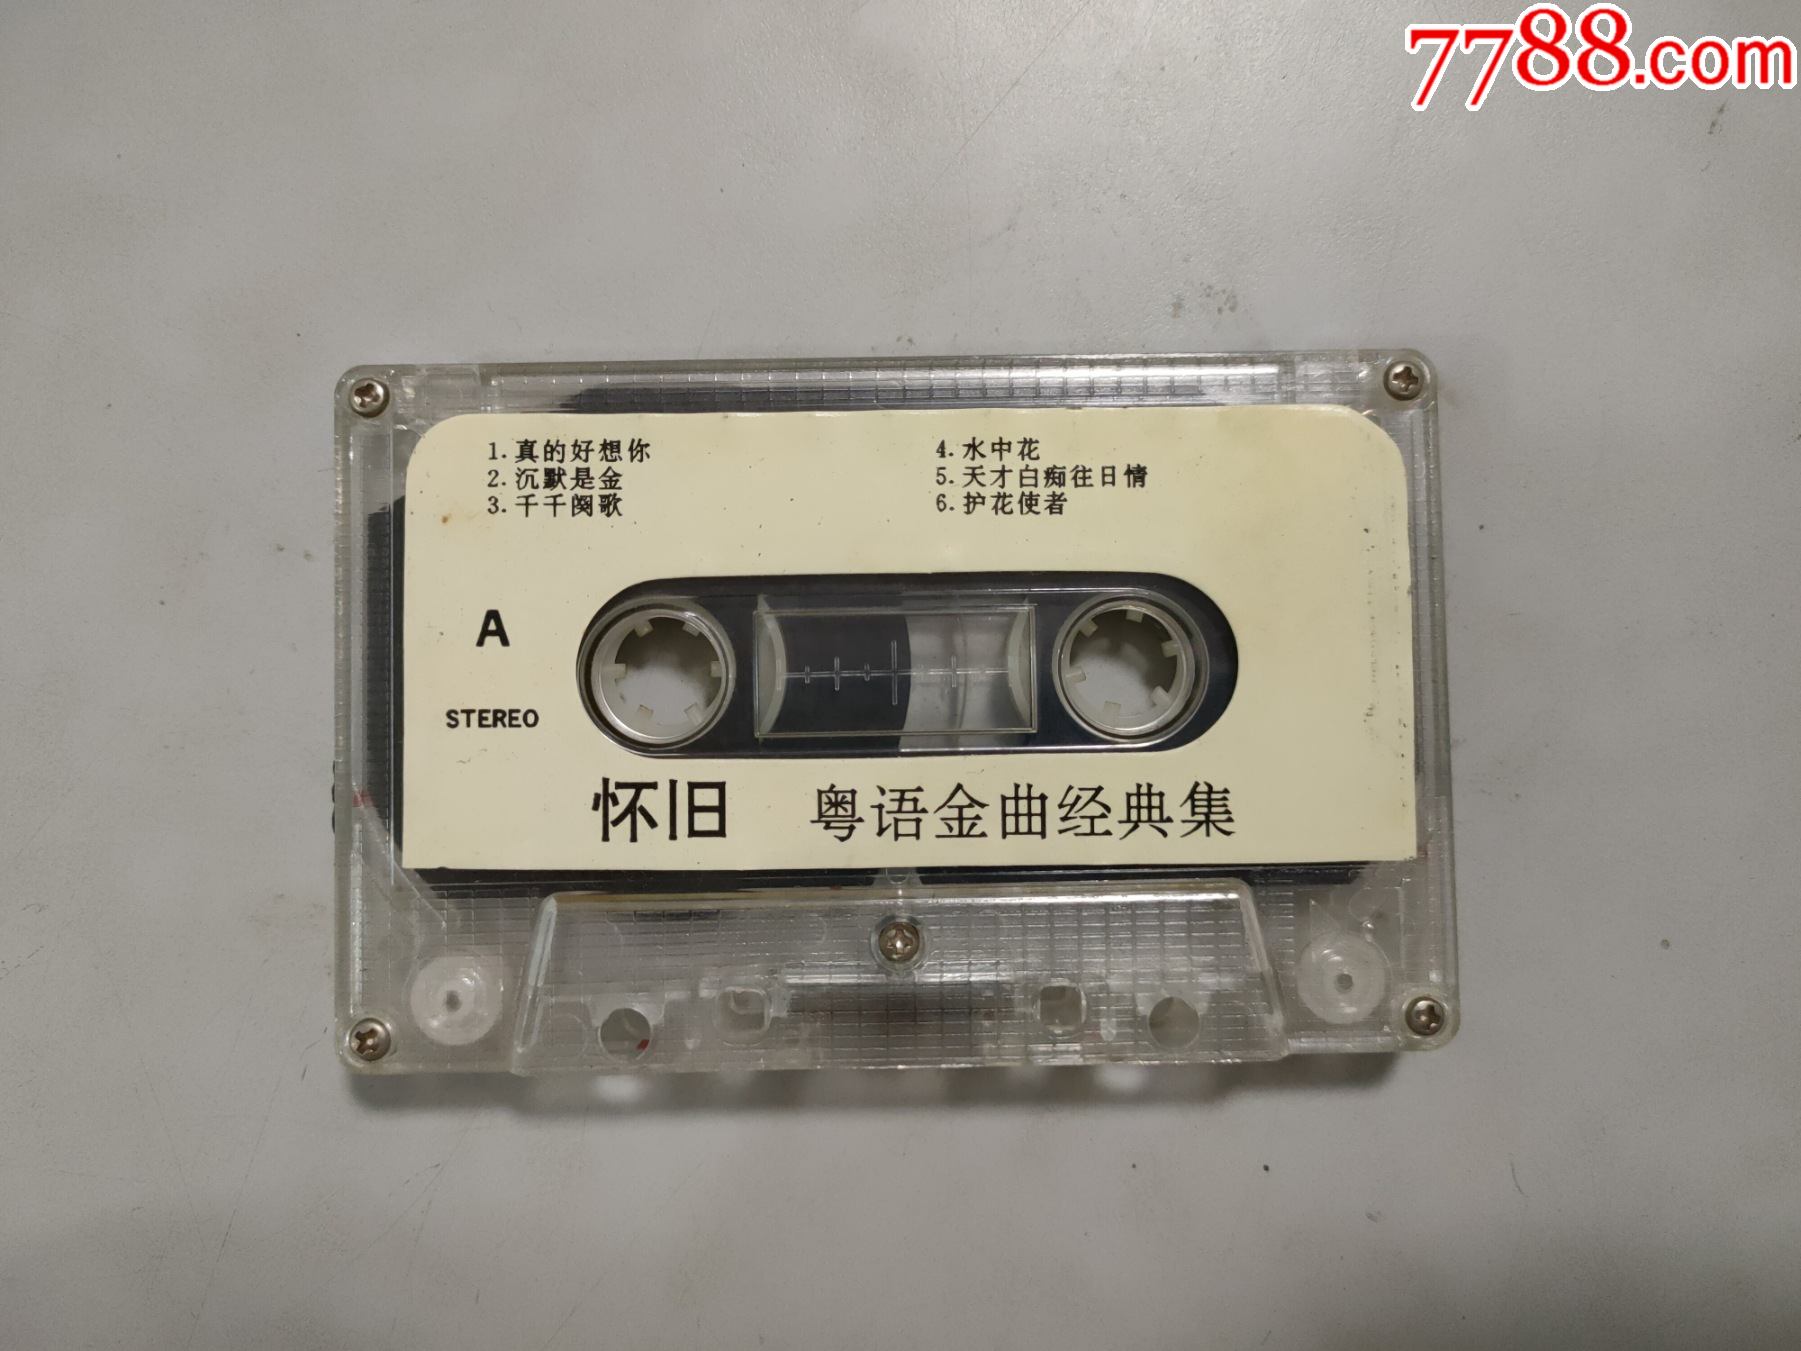 7788.com
1. 真的好想你
2. 沉默是金
3. 千千阕歌
4. 水中花
5. 天才白痴往日情
6. 护花使者
A
STEREO
怀旧 粤语金曲经典集